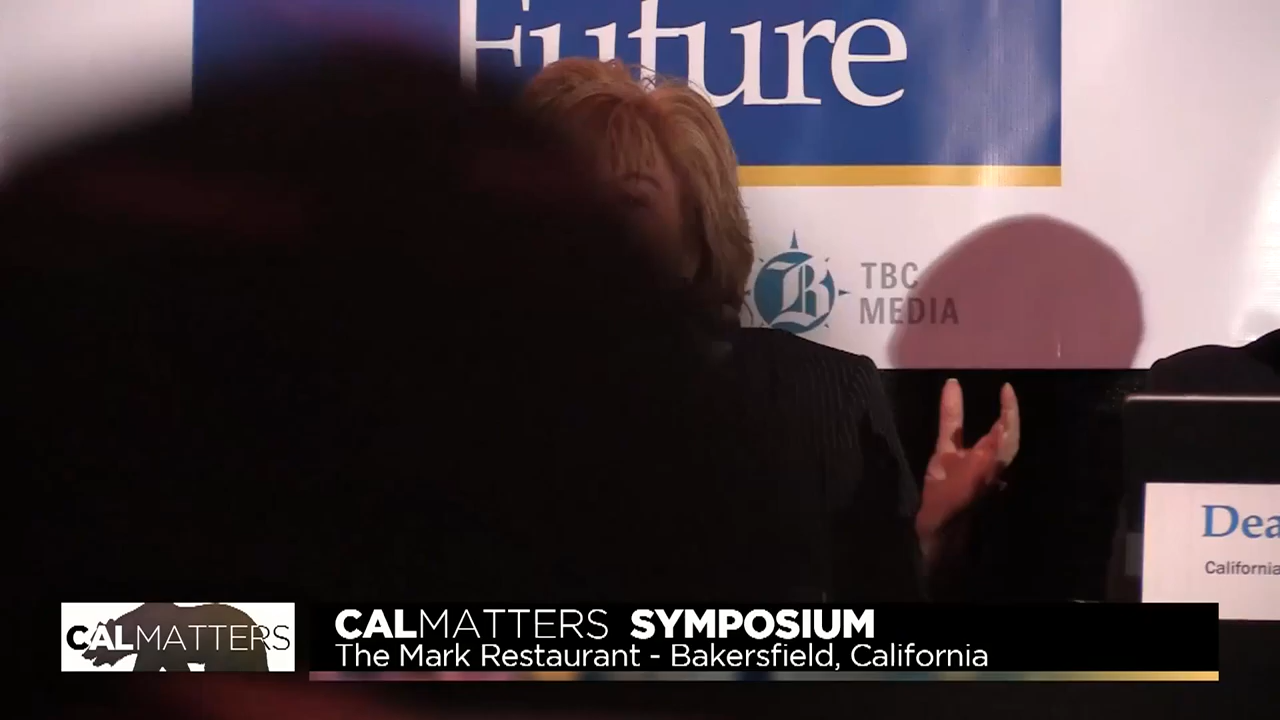 Future
TBC
MEDIA
Dea
California
CALMATTERS
CALMATTERS SYMPOSIUM
The Mark Restaurant - Bakersfield, California